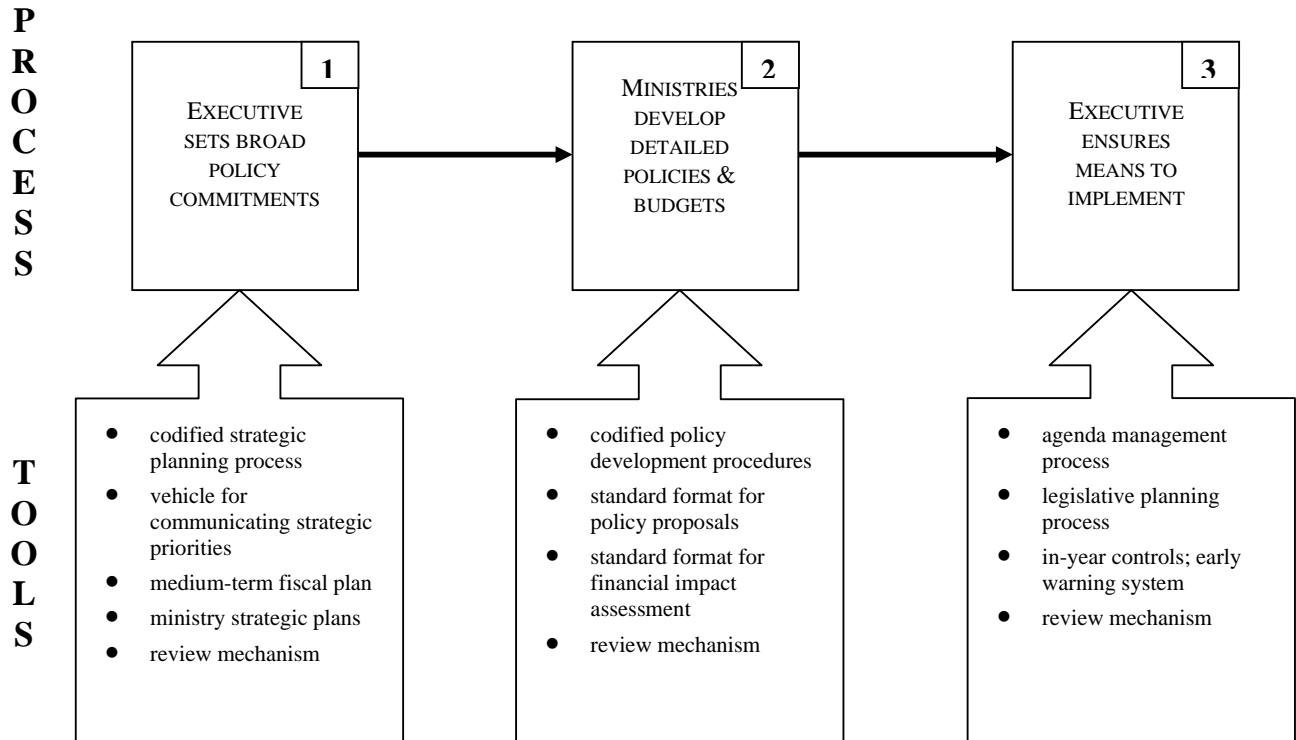 PROCESS
1
EXECUTIVE
SETS BROAD
POLICY
COMMITMENTS
2
MINISTRIES
DEVELOP
DETAILED
POLICIES &
BUDGETS
3
EXECUTIVE
ENSURES
MEANS TO
IMPLEMENT
TOOLS
• codified strategic
planning process
• vehicle for
communicating strategic
priorities
• medium-term fiscal plan
• ministry strategic plans
• review mechanism
• codified policy
development procedures
• standard format for
policy proposals
• standard format for
financial impact
assessment
• review mechanism
• agenda management
process
• legislative planning
process
• in-year controls; early
warning system
• review mechanism